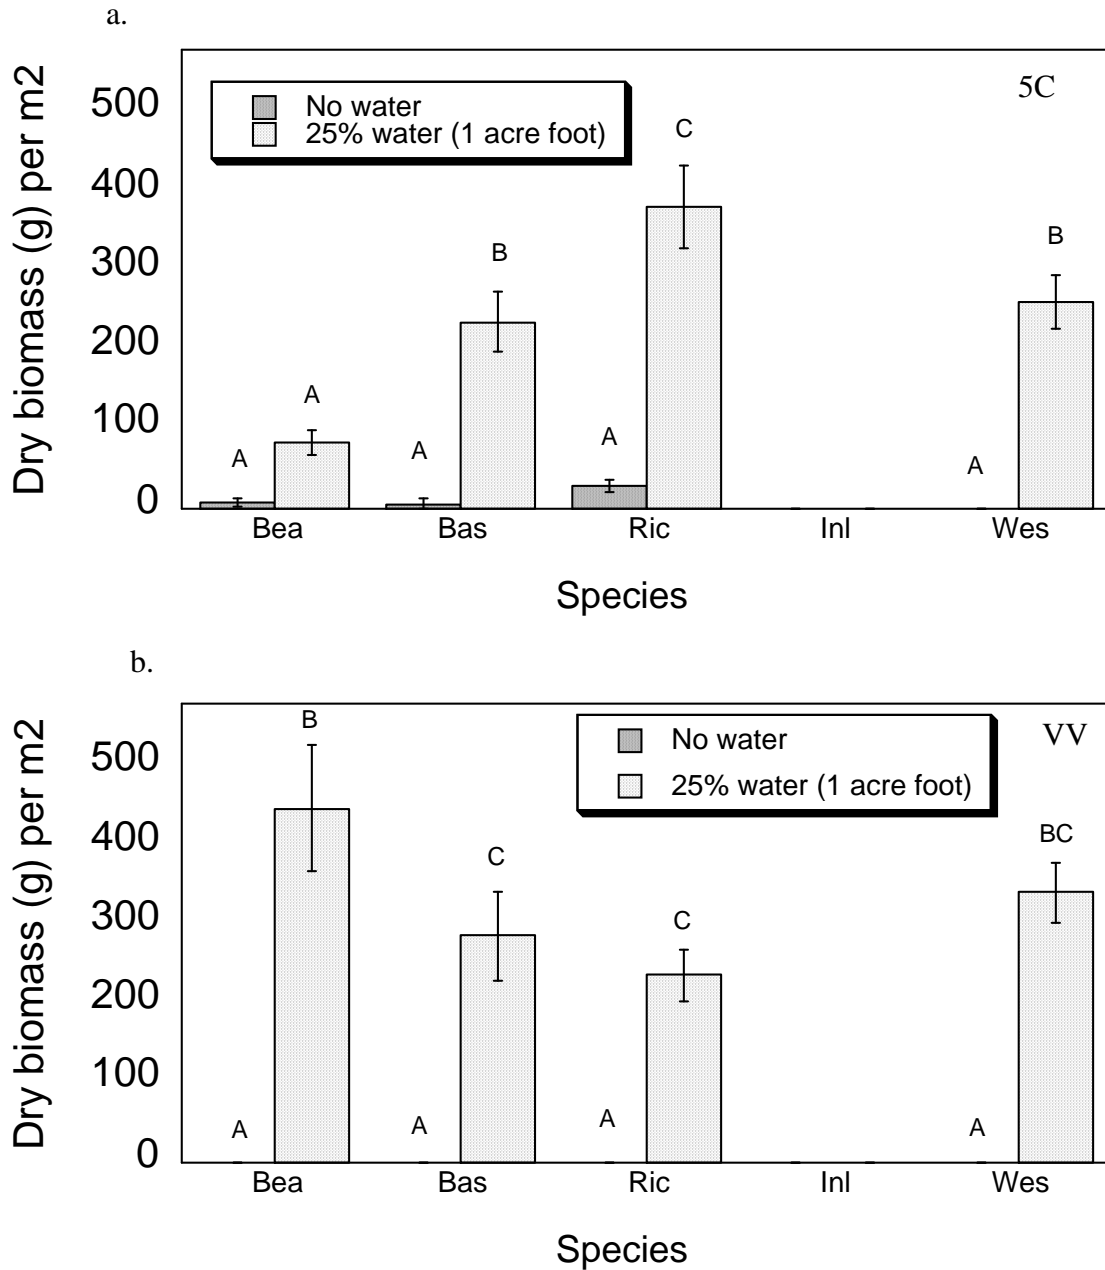 a.
5C
No water
25% water (1 acre foot)
Dry biomass (g) per m2
500
400
300
200
100
0
A
A
A
B
A
C
A
B
Bea Bas Ric Inl Wes
Species
b.
VV
No water
25% water (1 acre foot)
Dry biomass (g) per m2
500
400
300
200
100
0
A
B
A
C
A
C
A
BC
Bea Bas Ric Inl Wes
Species